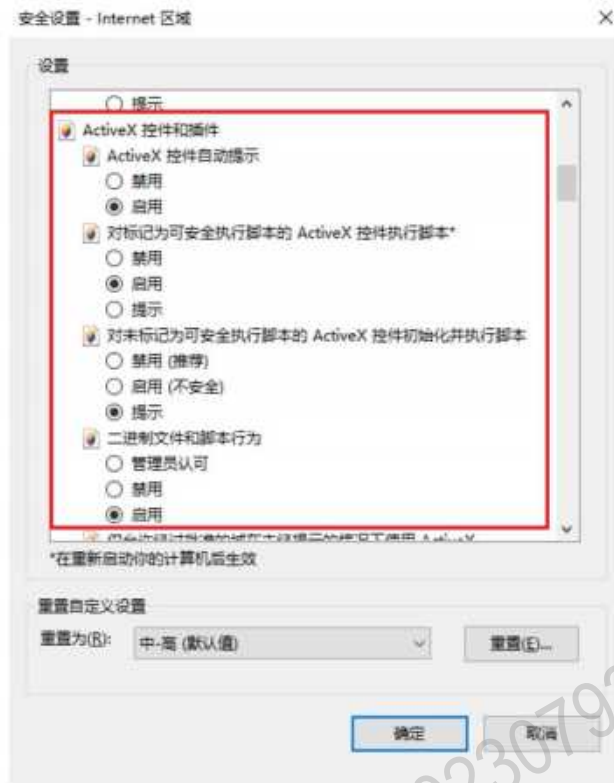 安全设置 - Internet 区域
设置
提示
ActiveX 控件和插件
ActiveX 控件自动提示
禁用
启用
对标记为可安全执行脚本的 ActiveX 控件执行脚本*
禁用
启用
提示
对未标记为可安全执行脚本的 ActiveX 控件初始化并执行脚本
禁用 (推荐)
启用 (不安全)
提示
二进制文件和脚本行为
管理员认可
禁用
启用
*在重新启动你的计算机后生效
重置自定义设置
重置为(R): 中-高 (默认值) 重置(E)...
确定 取消